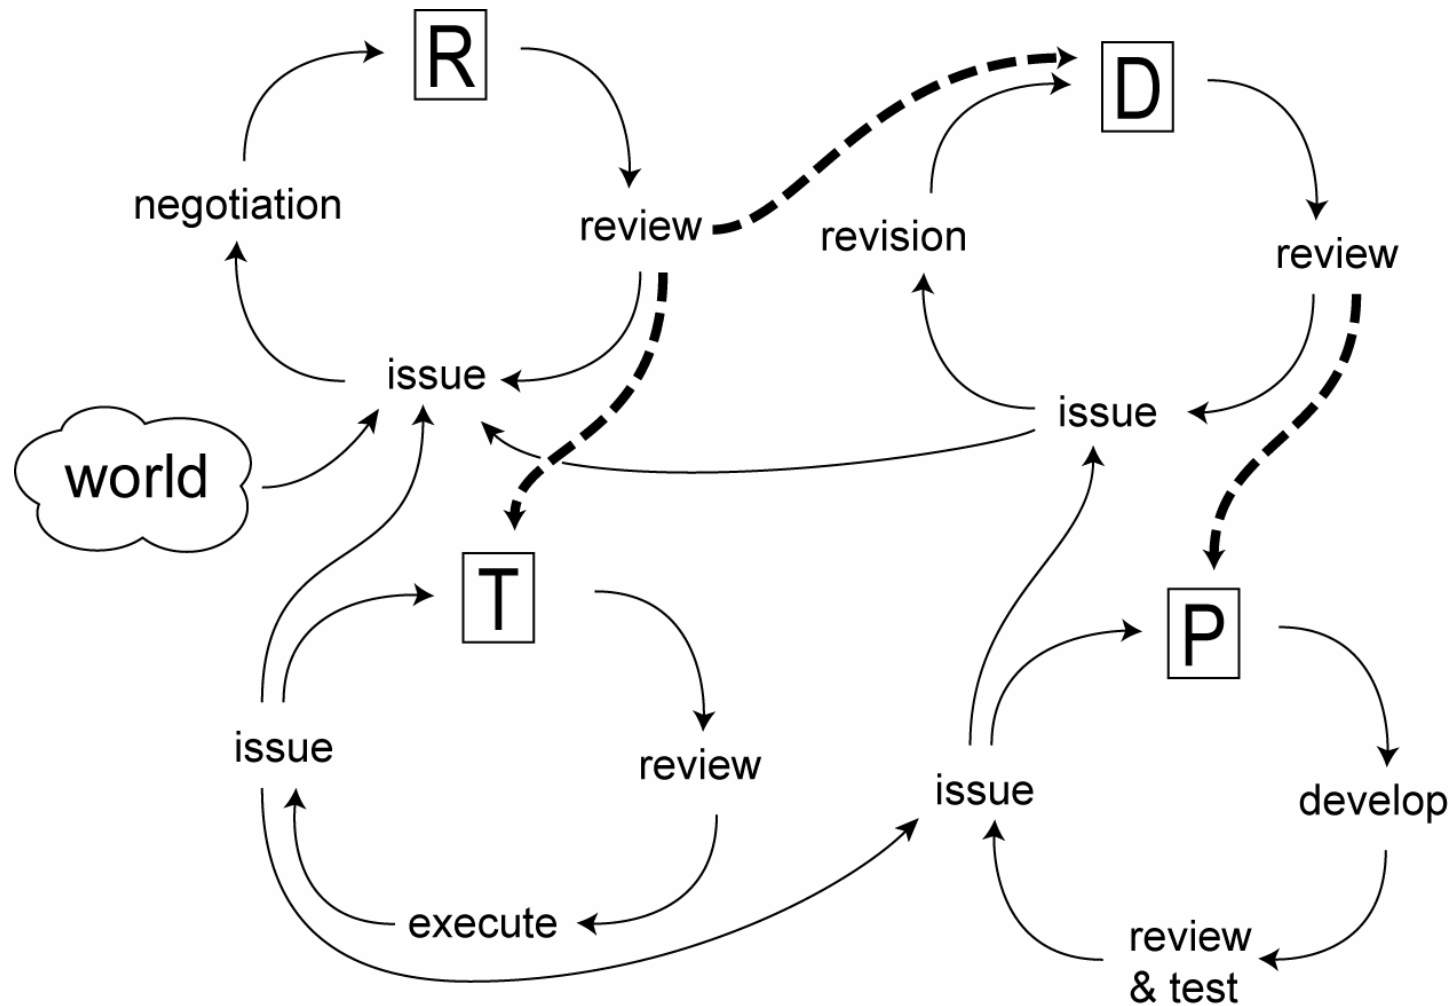 R
D
negotiation
review
revision
review
issue
issue
world
T
P
issue
review
issue
develop
execute
review
& test